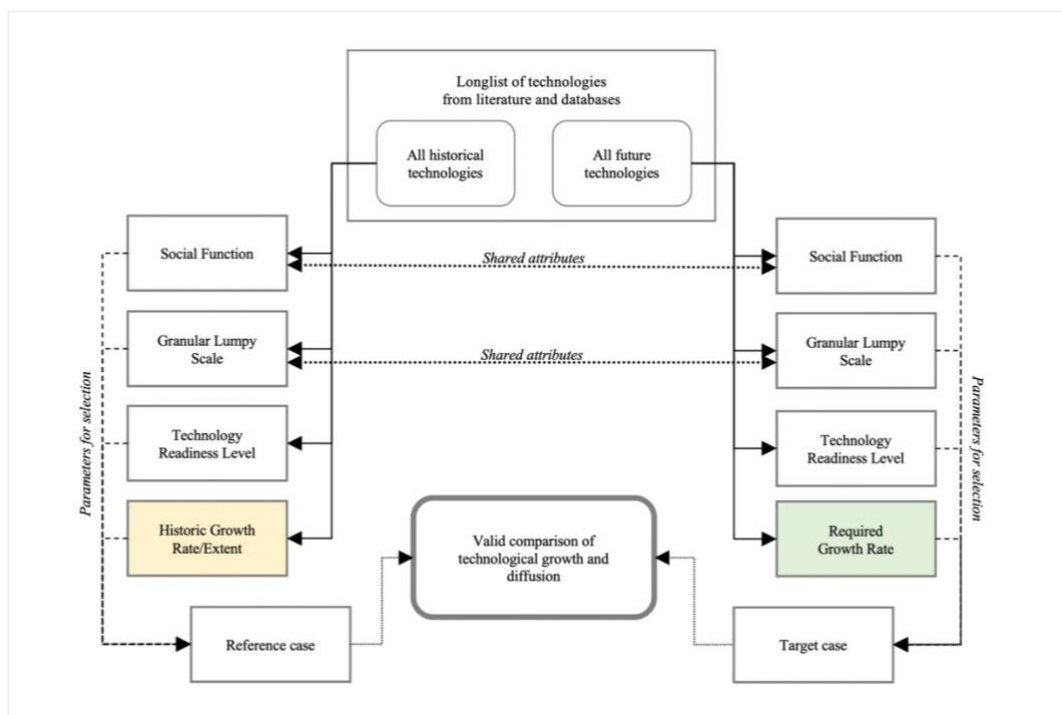 Longlist of technologies
from literature and databases
All historical
technologies
All future
technologies
Social Function
Shared attributes
Social Function
Granular Lumpy
Scale
Shared attributes
Granular Lumpy
Scale
Parameters for selection
Parameters for selection
Technology
Readiness Level
Technology
Readiness Level
Historic Growth
Rate/Extent
Valid comparison of
technological growth and
diffusion
Required
Growth Rate
Reference case
Target case